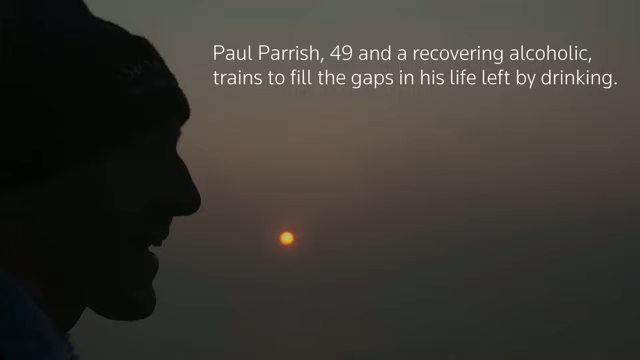 Paul Parrish, 49 and a recovering alcoholic,
trains to fill the gaps in his life left by drinking.